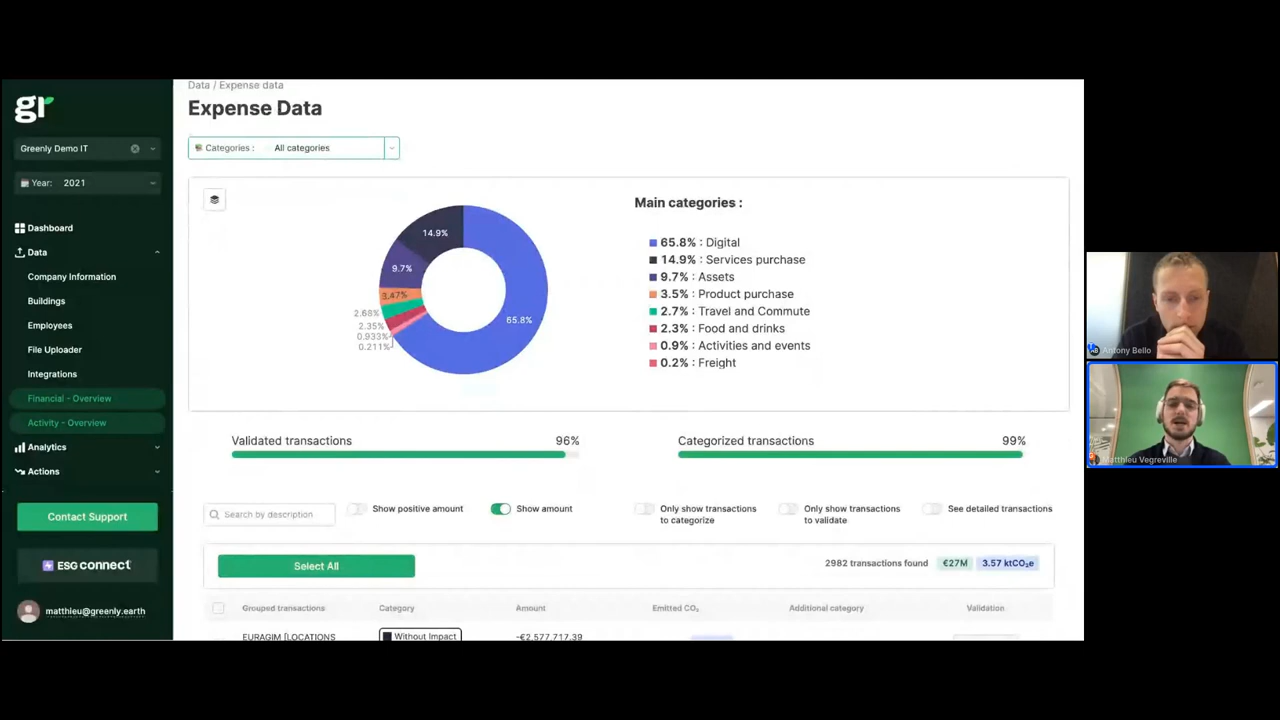 Data / Expense data
gr
Expense Data
Greenly Demo IT
Categories : All categories
Year: 2021
Main categories :
14.9%
9.7%
3.47%
2.68%
2.35%
0.933%
0.211%
65.8%
65.8% : Digital
14.9% : Services purchase
9.7% : Assets
3.5% : Product purchase
2.7% : Travel and Commute
2.3% : Food and drinks
0.9% : Activities and events
0.2% : Freight
Dashboard
Data
Company Information
Buildings
Employees
File Uploader
Integrations
Financial - Overview
Activity - Overview
Analytics
Actions
Contact Support
ESG connect
matthieu@greenly.earth
Validated transactions 96%
Categorized transactions 99%
Search by description
Show positive amount
Show amount
Only show transactions to categorize
Only show transactions to validate
See detailed transactions
Select All
2982 transactions found €27M 3.57 ktCO₂e
Grouped transactions Category Amount Emitted CO₂ Additional category Validation
EURAGIM [LOCATIONS Without Impact -€2,577,717.39
Antony Bello
Matthieu Vegreville